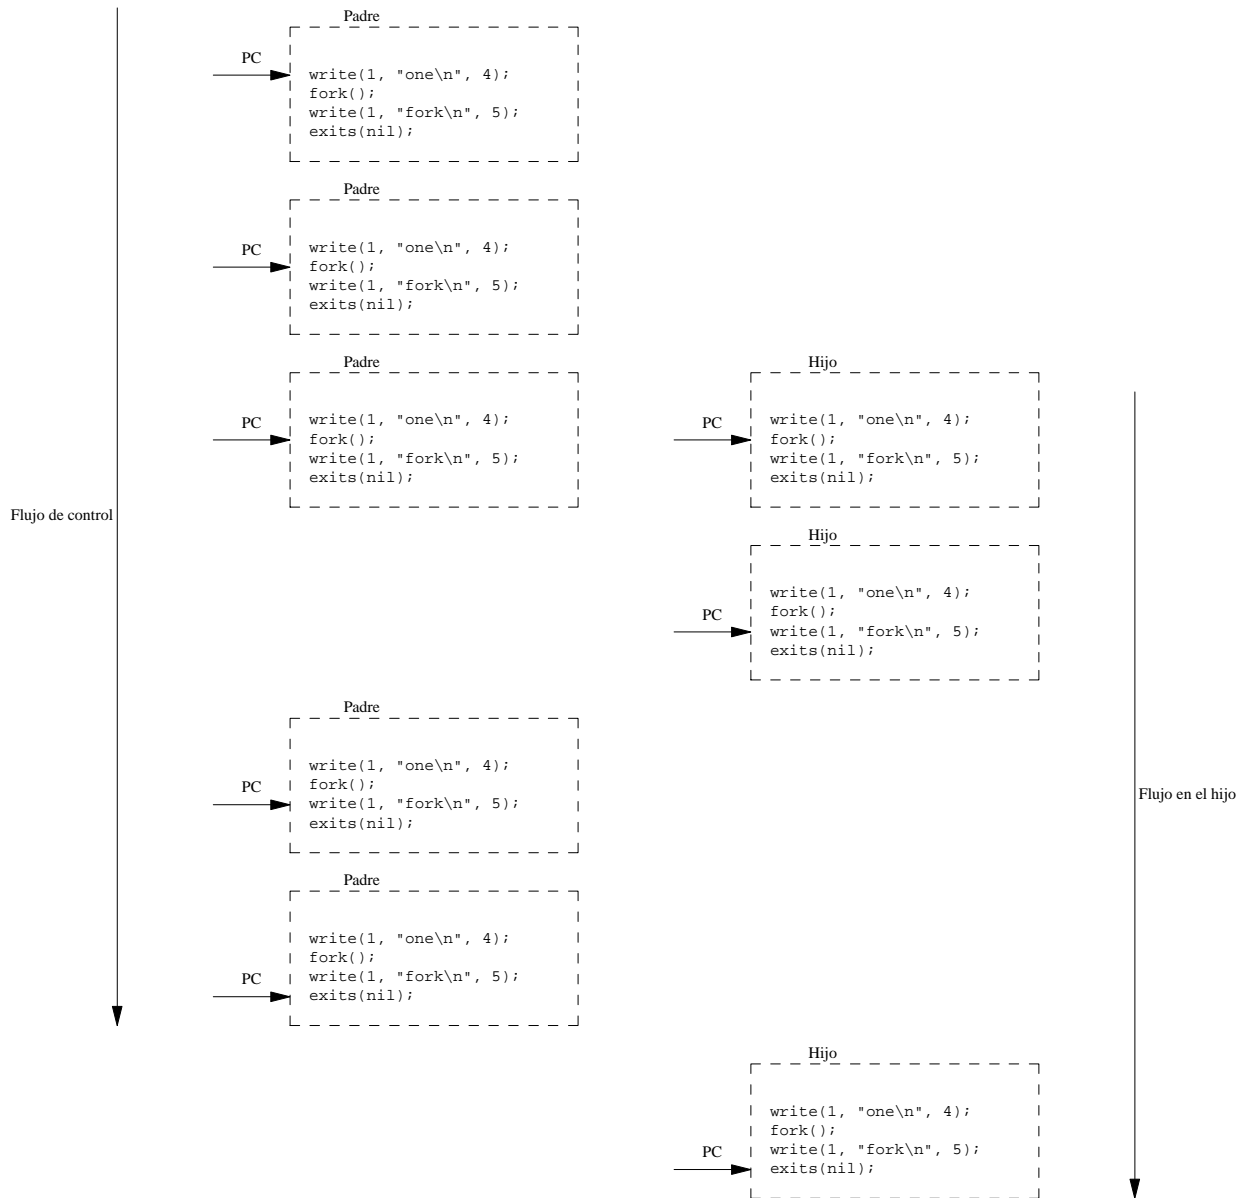 Padre
PC
write(1, "one\n", 4);
fork();
write(1, "fork\n", 5);
exits(nil);
Padre
PC
write(1, "one\n", 4);
fork();
write(1, "fork\n", 5);
exits(nil);
Padre
PC
write(1, "one\n", 4);
fork();
write(1, "fork\n", 5);
exits(nil);
Hijo
PC
write(1, "one\n", 4);
fork();
write(1, "fork\n", 5);
exits(nil);
Flujo de control
Hijo
PC
write(1, "one\n", 4);
fork();
write(1, "fork\n", 5);
exits(nil);
Padre
PC
write(1, "one\n", 4);
fork();
write(1, "fork\n", 5);
exits(nil);
Flujo en el hijo
Padre
PC
write(1, "one\n", 4);
fork();
write(1, "fork\n", 5);
exits(nil);
Hijo
PC
write(1, "one\n", 4);
fork();
write(1, "fork\n", 5);
exits(nil);